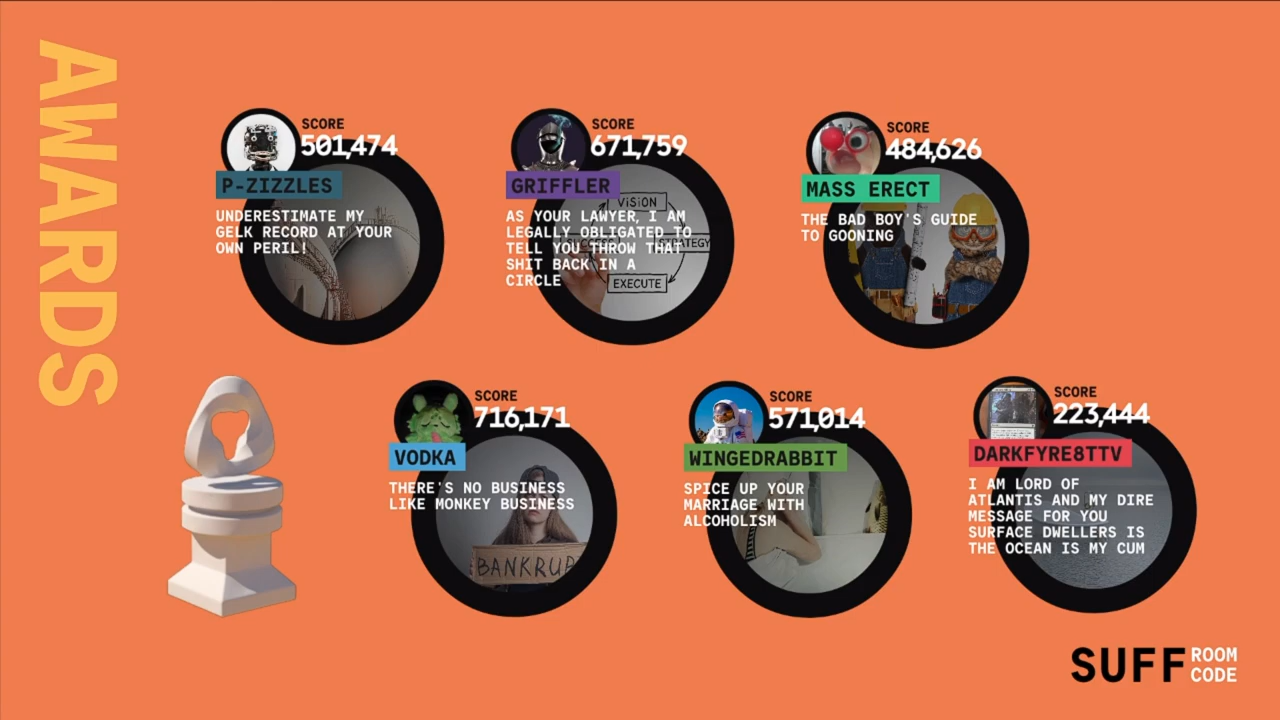 AWARDS
SCORE
501,474
P-ZIZZLES
UNDERESTIMATE MY
GELK RECORD AT YOUR
OWN PERIL!
SCORE
671,759
GRIFFLER
AS YOUR LAWYER, I AM
LEGALLY OBLIGATED TO
TELL YOU THROW THAT
SHIT BACK IN A
CIRCLE
VISION
STRATEGY
EXECUTE
SUCCESS
SCORE
484,626
MASS ERECT
THE BAD BOY'S GUIDE
TO GOONING
SCORE
716,171
VODKA
THERE'S NO BUSINESS
LIKE MONKEY BUSINESS
BANKRUP
SCORE
571,014
WINGEDRABBIT
SPICE UP YOUR
MARRIAGE WITH
ALCOHOLISM
SCORE
223,444
DARKFYRE8TTV
I AM LORD OF
ATLANTIS AND MY DIRE
MESSAGE FOR YOU
SURFACE DWELLERS IS
THE OCEAN IS MY CUM
SUFF ROOM
CODE